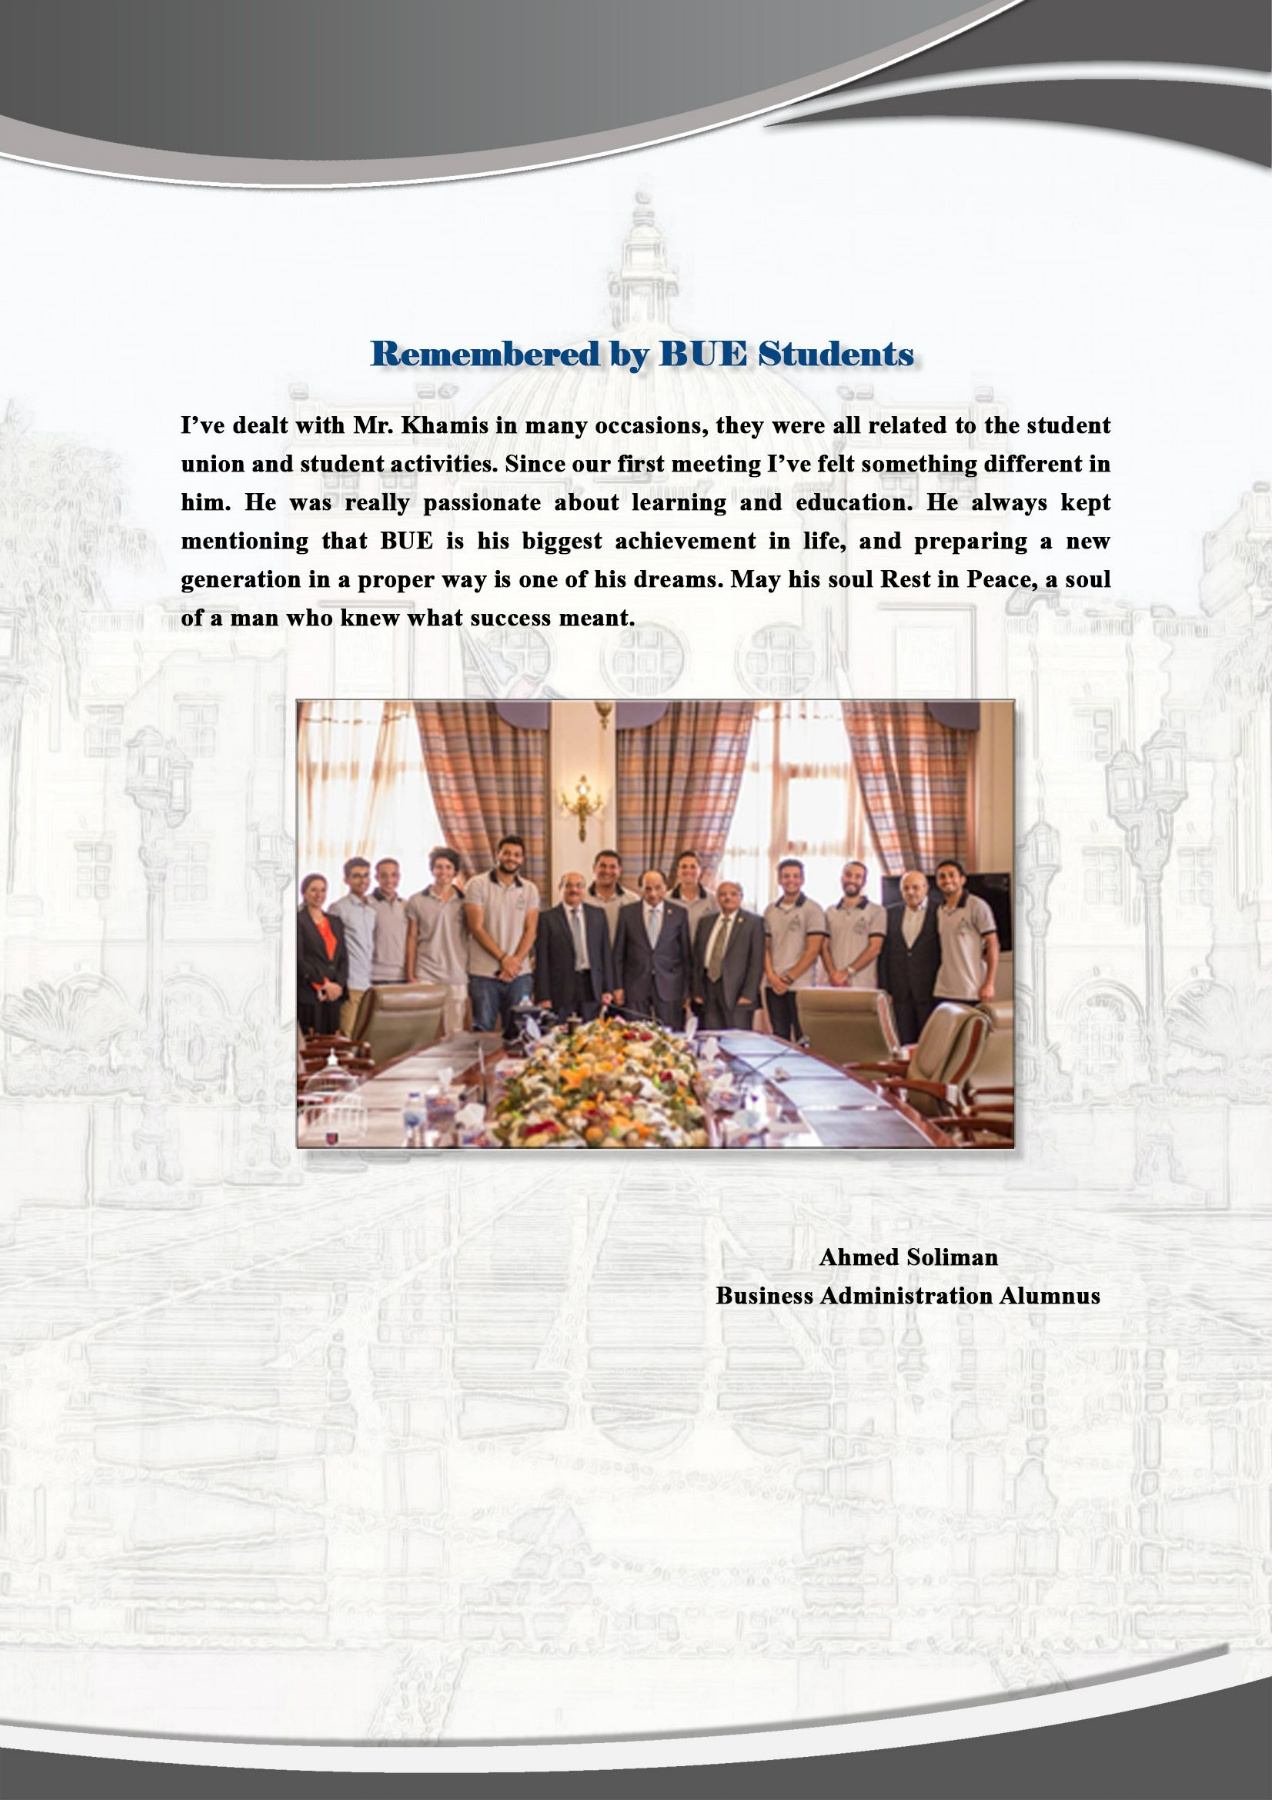 Remembered by BUE Students
I’ve dealt with Mr. Khamis in many occasions, they were all related to the student
union and student activities. Since our first meeting I’ve felt something different in
him. He was really passionate about learning and education. He always kept
mentioning that BUE is his biggest achievement in life, and preparing a new
generation in a proper way is one of his dreams. May his soul Rest in Peace, a soul
of a man who knew what success meant.
Ahmed Soliman
Business Administration Alumnus